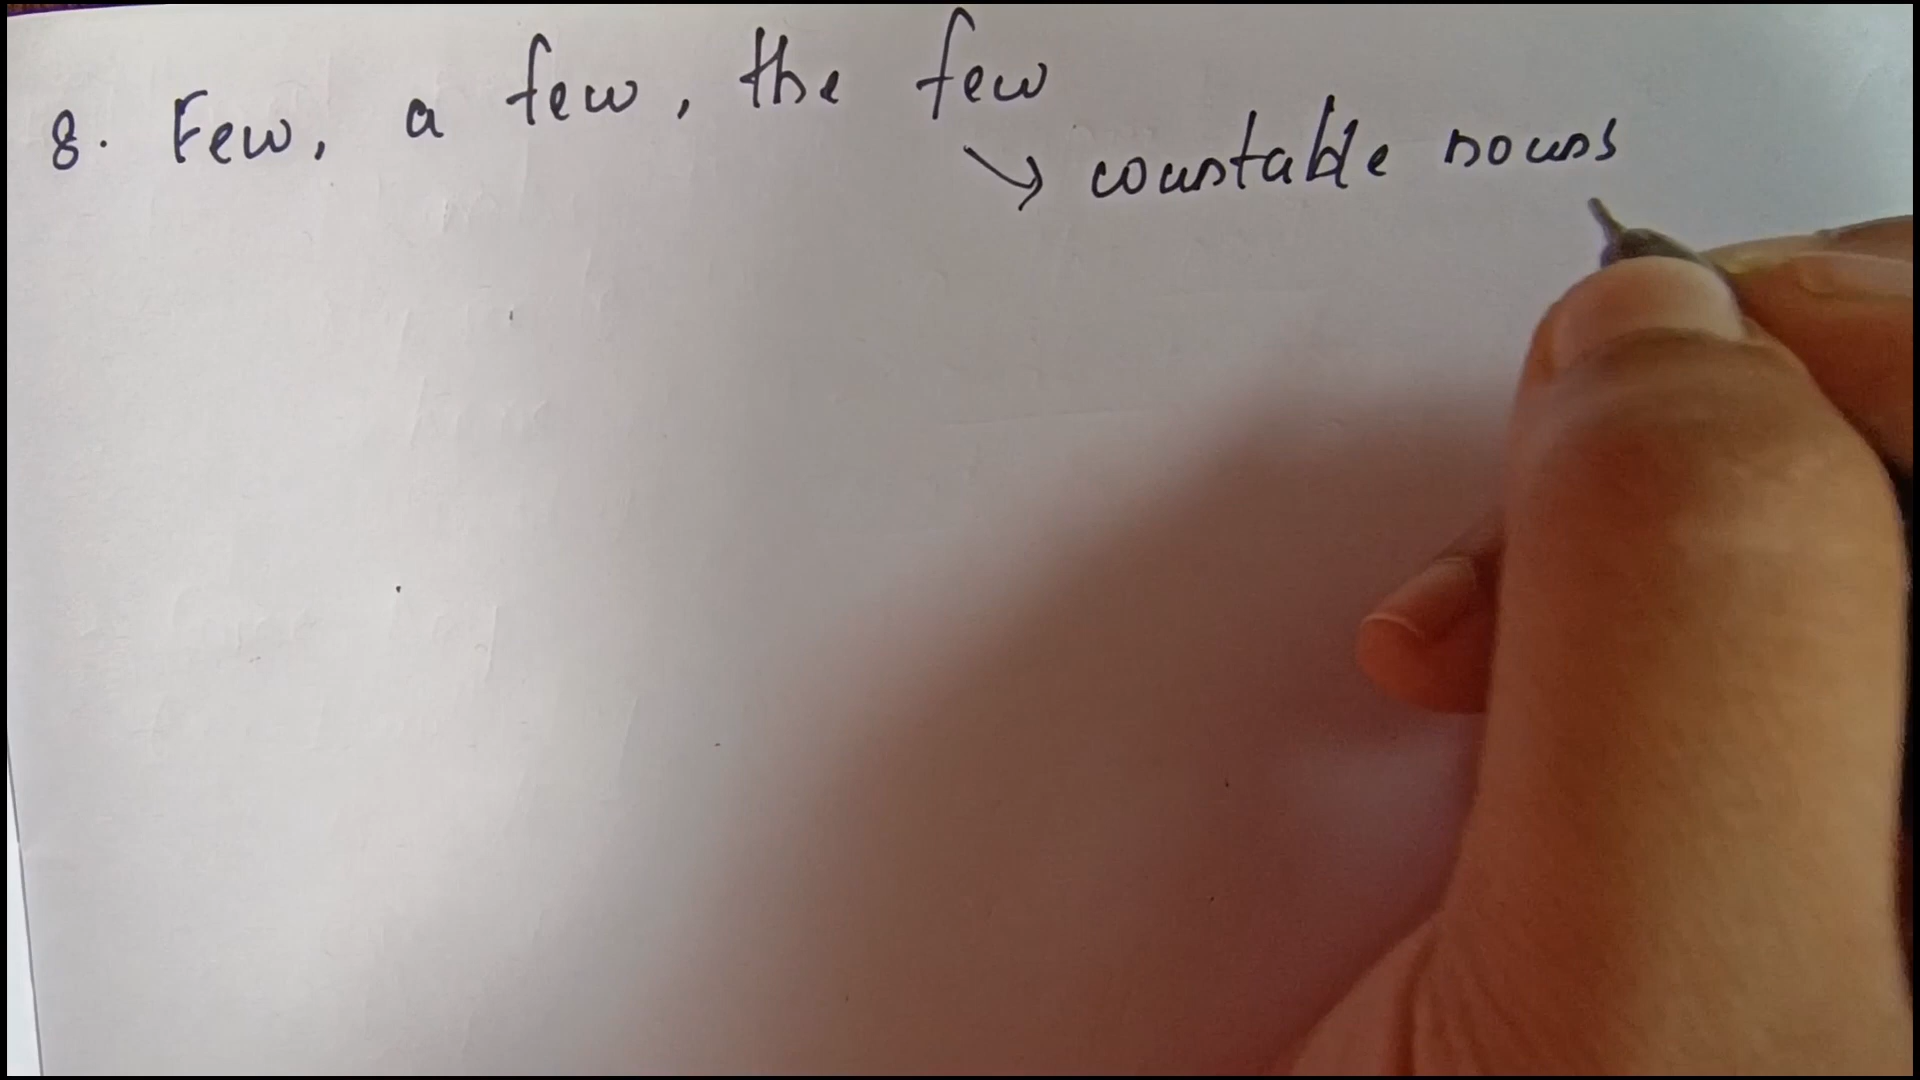 8. Few, a few, the few
↘ countable nouns